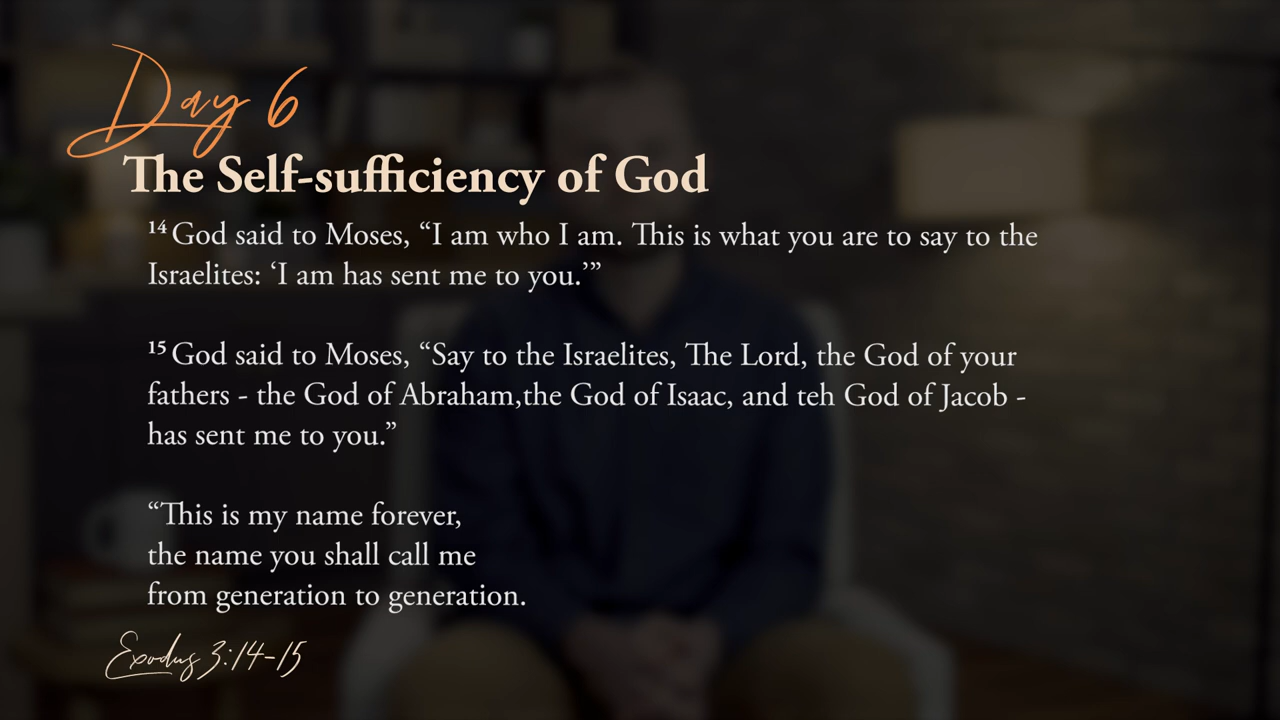 Day 6
The Self-sufficiency of God
¹⁴ God said to Moses, “I am who I am. This is what you are to say to the
Israelites: ‘I am has sent me to you.’”
¹⁵ God said to Moses, “Say to the Israelites, The Lord, the God of your
fathers - the God of Abraham,the God of Isaac, and teh God of Jacob -
has sent me to you.”
“This is my name forever,
the name you shall call me
from generation to generation.
Exodus 3:14-15